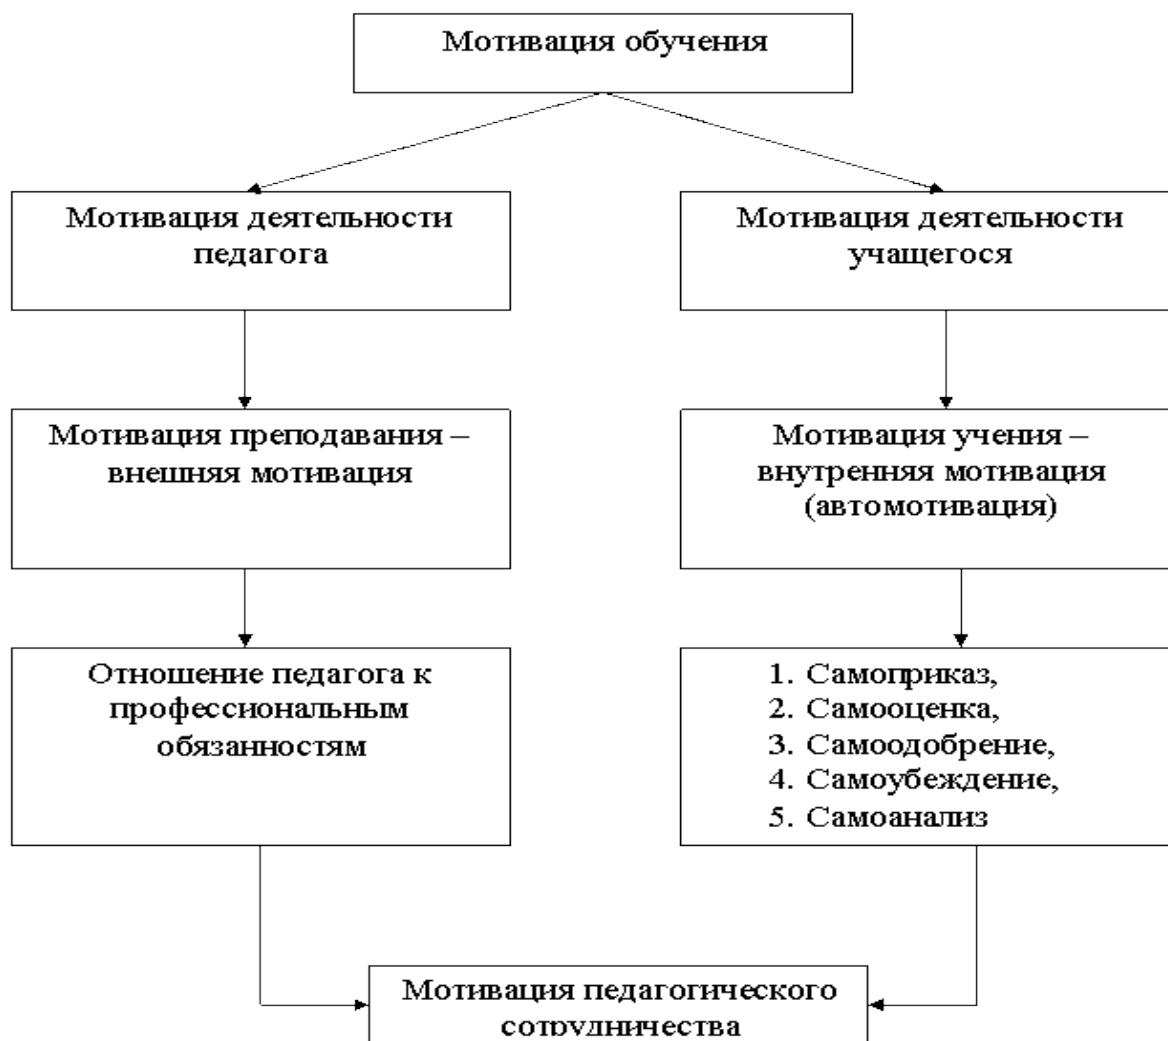 Мотивация обучения
Мотивация деятельности
педагога
Мотивация деятельности
учащегося
Мотивация преподавания –
внешняя мотивация
Мотивация учения –
внутренняя мотивация
(автомотивация)
Отношение педагога к
профессиональным
обязанностям
1. Самоприказ,
2. Самооценка,
3. Самоодобрение,
4. Самоубеждение,
5. Самоанализ
Мотивация педагогического
сотрудничества